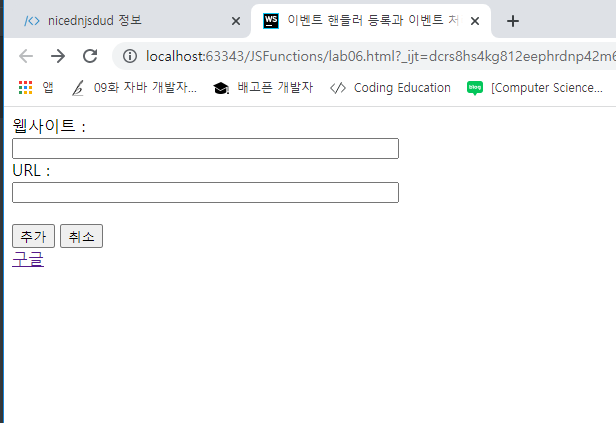 nicednjsdud 정보
WS 이벤트 핸들러 등록과 이벤트 처
localhost:63343/JSFunctions/lab06.html?_ijt=dcrs8hs4kg812eephrdnp42m6
앱 09화 자바 개발자... 배고픈 개발자 Coding Education blog [Computer Science...
웹사이트 :
URL :
추가 취소
구글